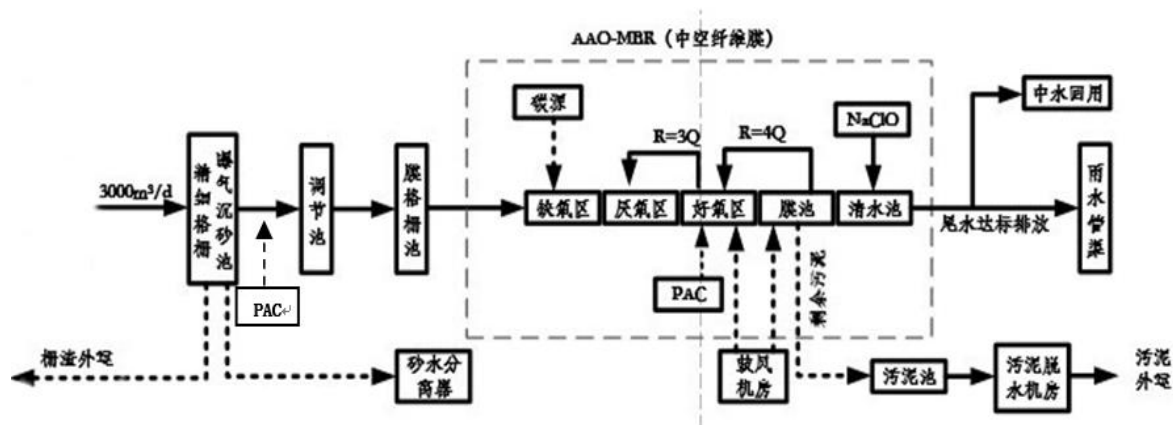 AAO-MBR（中空纤维膜）
碳源
NaClO
中水回用
R=3Q
R=4Q
3000m³/d
粗细格栅
曝气沉砂池
调节池
膜格栅池
缺氧区
厌氧区
好氧区
膜池
清水池
尾水达标排放
雨水管渠
PAC
PAC
剩余污泥
栅渣外运
砂水分
离器
鼓风
机房
污泥池
污泥脱
水机房
污泥
外运